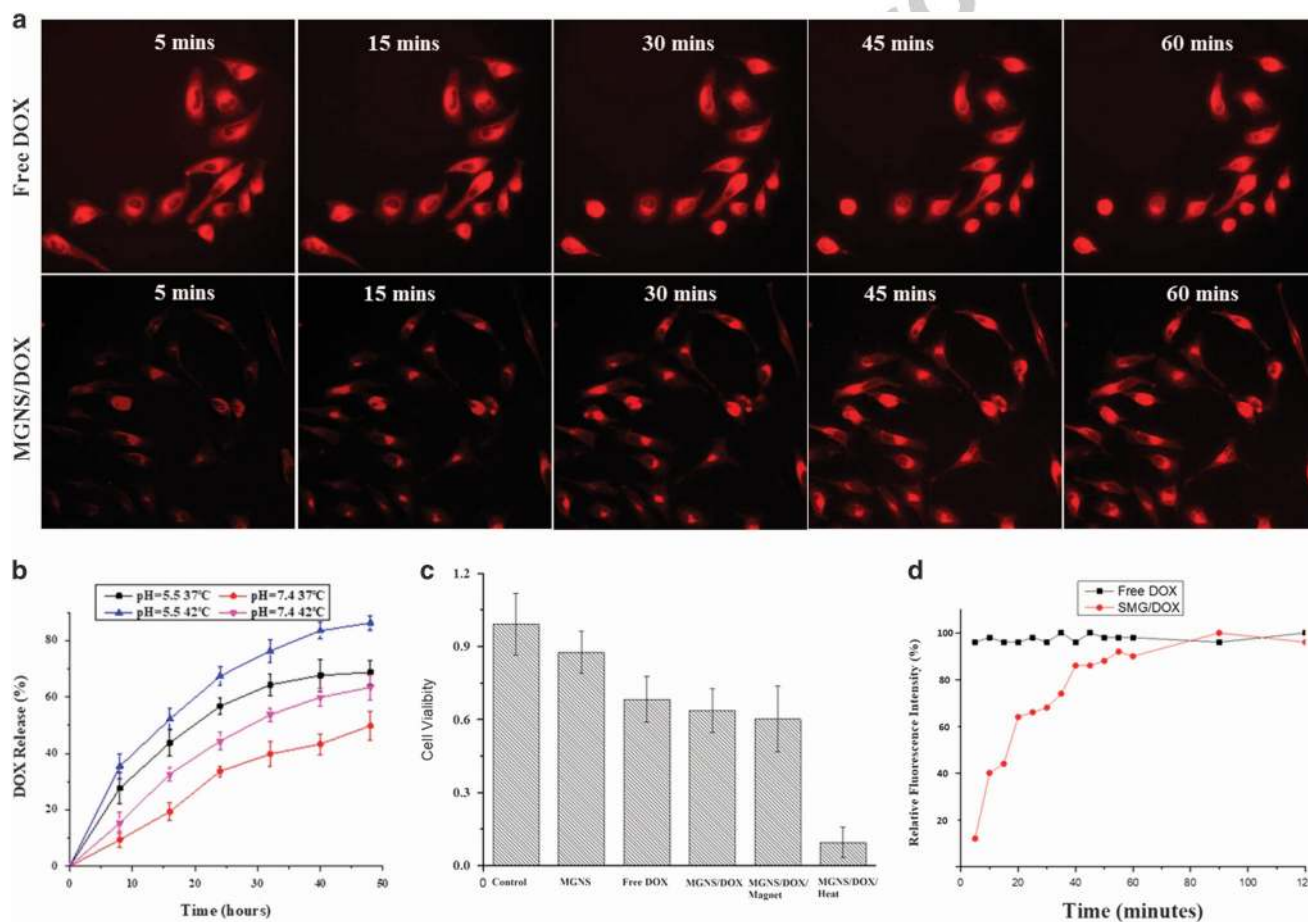 a
5 mins 15 mins 30 mins 45 mins 60 mins
Free DOX
5 mins 15 mins 30 mins 45 mins 60 mins
MGNS/DOX
b
pH=5.5 37℃ pH=7.4 37℃
pH=5.5 42℃ pH=7.4 42℃
DOX Release (%)
80
60
40
20
0
0 10 20 30 40 50
Time (hours)
c
Cell Vialibity
1.2
0.9
0.6
0.3
0.0
0 Control MGNS Free DOX MGNS/DOX MGNS/DOX/ MGNS/DOX/
Magnet Heat
d
Free DOX
SMG/DOX
Relative Fluorescence Intensity (%)
100
80
60
40
20
0 20 40 60 80 100 120
Time (minutes)